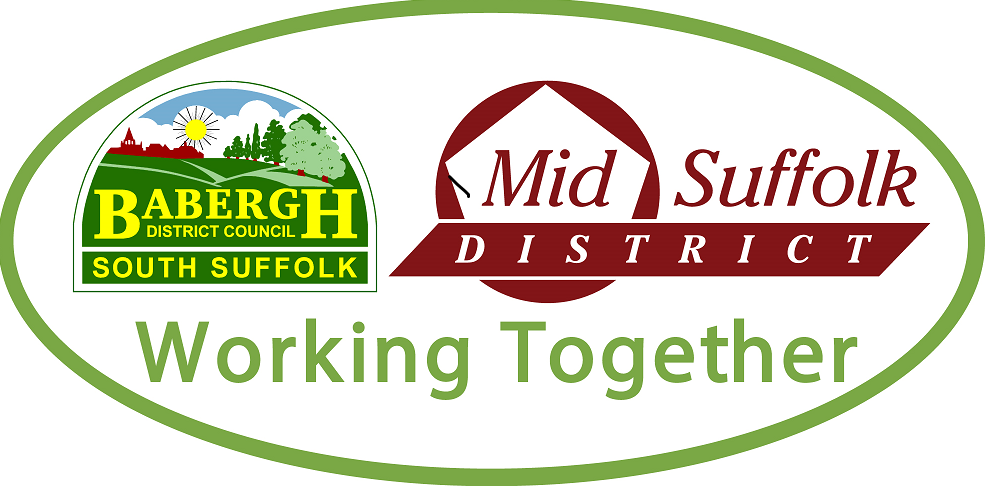 BABERGH
DISTRICT COUNCIL
SOUTH SUFFOLK
Mid Suffolk
DISTRICT
Working Together